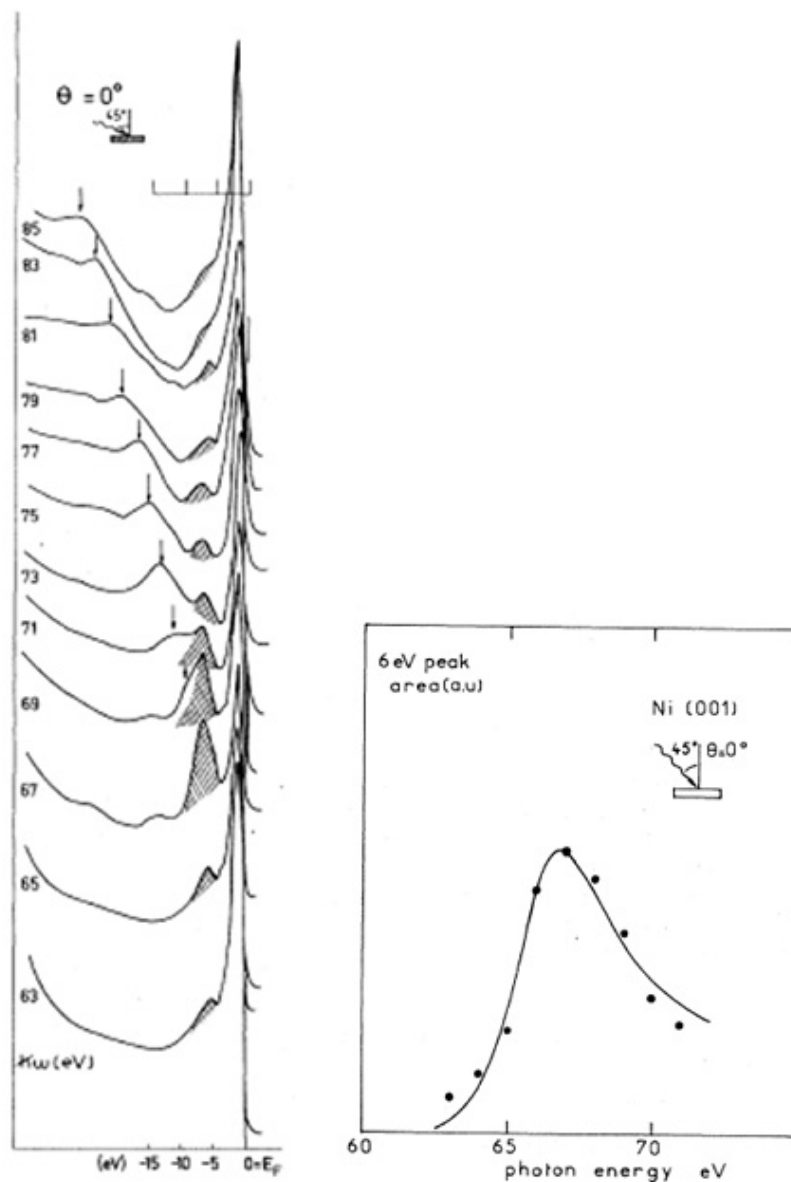 θ = 0°
45°
85
83
81
79
77
75
73
71
69
67
65
63
ℏω(eV)
(eV) -15 -10 -5 0=E_F
6 eV peak
area(a.u)
Ni (001)
45° θ=0°
60 65 70
photon energy eV